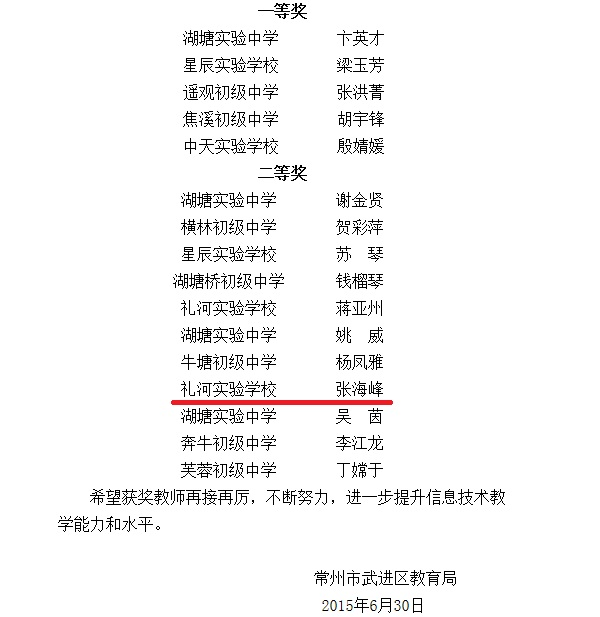 一等奖
湖塘实验中学 卞英才
星辰实验学校 梁玉芳
遥观初级中学 张洪菁
焦溪初级中学 胡宇锋
中天实验学校 殷婧媛
二等奖
湖塘实验中学 谢金贤
横林初级中学 贺彩萍
星辰实验学校 苏 琴
湖塘桥初级中学 钱榴琴
礼河实验学校 蒋亚州
湖塘实验中学 姚 威
牛塘初级中学 杨凤雅
礼河实验学校 张海峰
湖塘实验中学 吴 茵
奔牛初级中学 李江龙
芙蓉初级中学 丁嫦于
希望获奖教师再接再厉，不断努力，进一步提升信息技术教
学能力和水平。
常州市武进区教育局
2015年6月30日